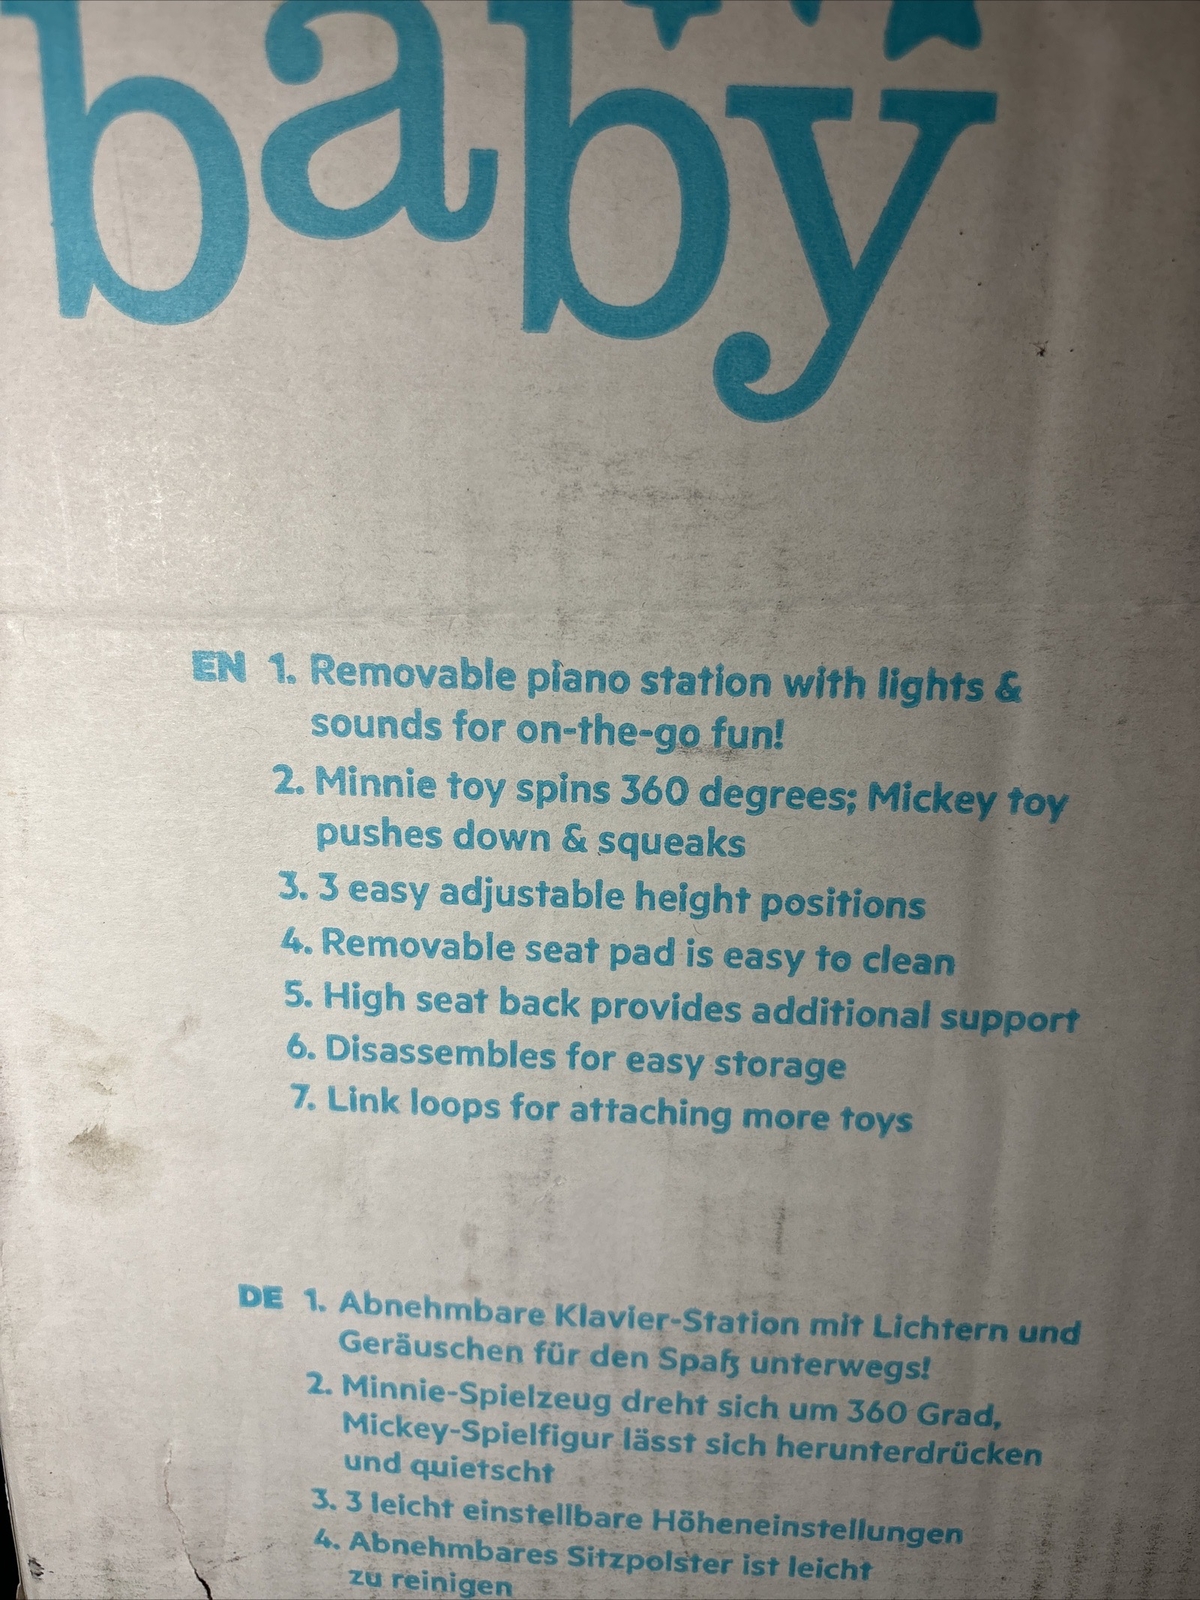 baby
EN 1. Removable piano station with lights &
sounds for on-the-go fun!
2. Minnie toy spins 360 degrees; Mickey toy
pushes down & squeaks
3. 3 easy adjustable height positions
4. Removable seat pad is easy to clean
5. High seat back provides additional support
6. Disassembles for easy storage
7. Link loops for attaching more toys
DE 1. Abnehmbare Klavier-Station mit Lichtern und
Geräuschen für den Spaß unterwegs!
2. Minnie-Spielzeug dreht sich um 360 Grad,
Mickey-Spielfigur lässt sich herunterdrücken
und quietscht
3. 3 leicht einstellbare Höheneinstellungen
4. Abnehmbares Sitzpolster ist leicht
zu reinigen